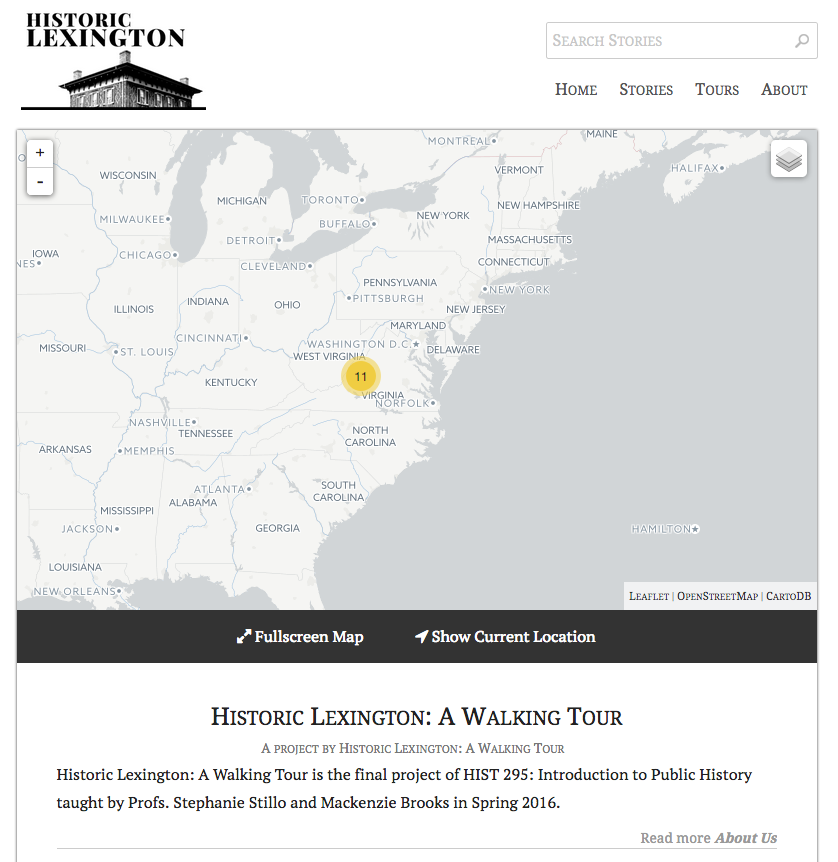 HISTORIC
LEXINGTON
Search Stories
Home Stories Tours About
+
-
MONTREAL
MAINE
VERMONT
HALIFAX
WISCONSIN
MICHIGAN
TORONTO
NEW HAMPSHIRE
MILWAUKEE
NEW YORK
BUFFALO
DETROIT
MASSACHUSETTS
IOWA
CHICAGO
CONNECTICUT
NES
CLEVELAND
PENNSYLVANIA
NEW YORK
PITTSBURGH
INDIANA
OHIO
ILLINOIS
NEW JERSEY
MARYLAND
CINCINNATI
WASHINGTON D.C.
MISSOURI
ST. LOUIS
DELAWARE
WEST VIRGINIA
11
KENTUCKY
VIRGINIA
NORFOLK
NASHVILLE
TENNESSEE
NORTH
CAROLINA
ARKANSAS
MEMPHIS
ATLANTA
SOUTH
CAROLINA
ALABAMA
MISSISSIPPI
JACKSON
GEORGIA
HAMILTON
LOUISIANA
NEW ORLEANS
Leaflet | OpenStreetMap | CartoDB
Fullscreen Map Show Current Location
Historic Lexington: A Walking Tour
A project by Historic Lexington: A Walking Tour
Historic Lexington: A Walking Tour is the final project of HIST 295: Introduction to Public History
taught by Profs. Stephanie Stillo and Mackenzie Brooks in Spring 2016.
Read more About Us